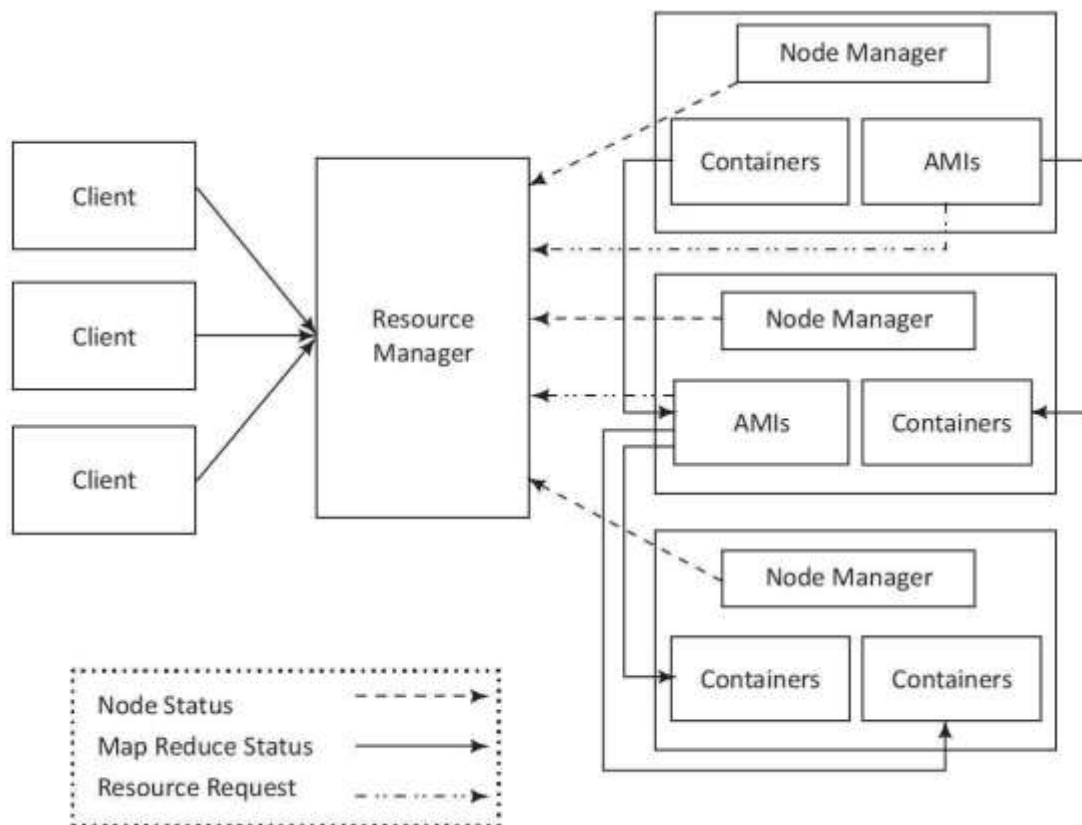 Node Manager
Containers
AMIs
Client
Client
Client
Resource
Manager
Node Manager
AMIs
Containers
Node Manager
Containers
Containers
Node Status
Map Reduce Status
Resource Request